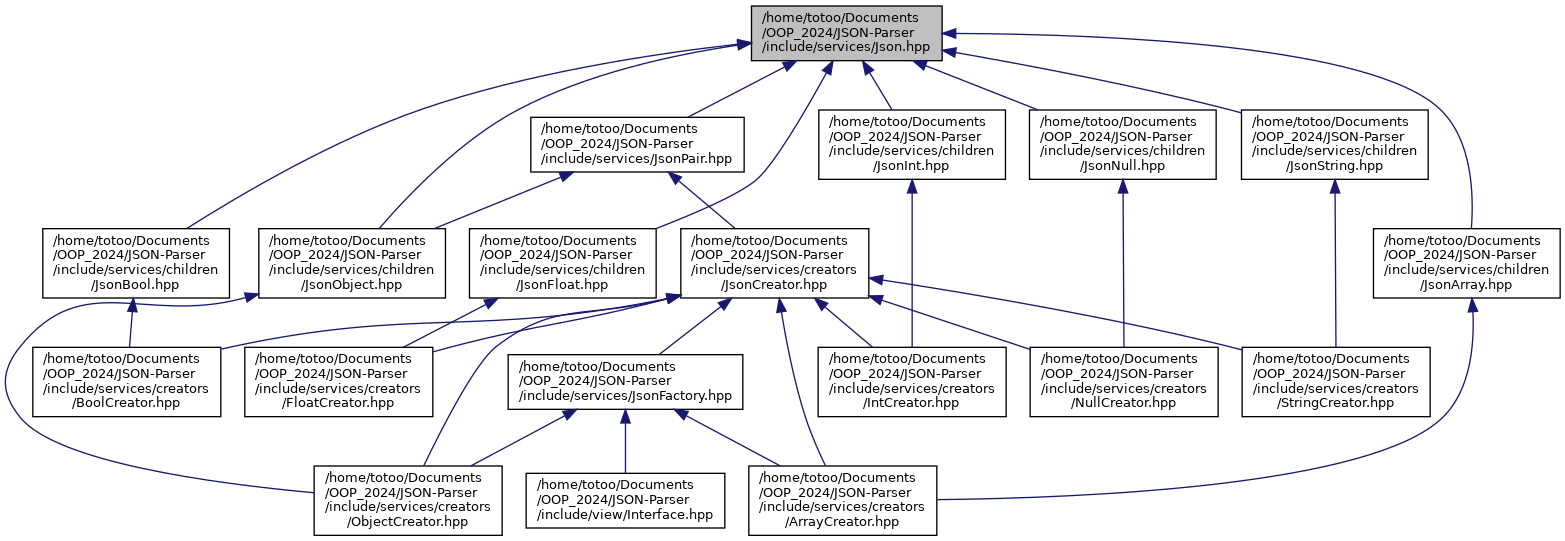 /home/totoo/Documents
/OOP_2024/JSON-Parser
/include/services/Json.hpp
/home/totoo/Documents
/OOP_2024/JSON-Parser
/include/services/JsonPair.hpp
/home/totoo/Documents
/OOP_2024/JSON-Parser
/include/services/children
/JsonInt.hpp
/home/totoo/Documents
/OOP_2024/JSON-Parser
/include/services/children
/JsonNull.hpp
/home/totoo/Documents
/OOP_2024/JSON-Parser
/include/services/children
/JsonString.hpp
/home/totoo/Documents
/OOP_2024/JSON-Parser
/include/services/children
/JsonBool.hpp
/home/totoo/Documents
/OOP_2024/JSON-Parser
/include/services/children
/JsonObject.hpp
/home/totoo/Documents
/OOP_2024/JSON-Parser
/include/services/children
/JsonFloat.hpp
/home/totoo/Documents
/OOP_2024/JSON-Parser
/include/services/creators
/JsonCreator.hpp
/home/totoo/Documents
/OOP_2024/JSON-Parser
/include/services/children
/JsonArray.hpp
/home/totoo/Documents
/OOP_2024/JSON-Parser
/include/services/creators
/BoolCreator.hpp
/home/totoo/Documents
/OOP_2024/JSON-Parser
/include/services/creators
/FloatCreator.hpp
/home/totoo/Documents
/OOP_2024/JSON-Parser
/include/services/JsonFactory.hpp
/home/totoo/Documents
/OOP_2024/JSON-Parser
/include/services/creators
/IntCreator.hpp
/home/totoo/Documents
/OOP_2024/JSON-Parser
/include/services/creators
/NullCreator.hpp
/home/totoo/Documents
/OOP_2024/JSON-Parser
/include/services/creators
/StringCreator.hpp
/home/totoo/Documents
/OOP_2024/JSON-Parser
/include/services/creators
/ObjectCreator.hpp
/home/totoo/Documents
/OOP_2024/JSON-Parser
/include/view/Interface.hpp
/home/totoo/Documents
/OOP_2024/JSON-Parser
/include/services/creators
/ArrayCreator.hpp